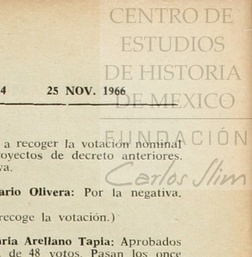 CENTRO DE
ESTUDIOS
DE HISTORIA
DE MEXICO
4 25 NOV. 1966
FUNDACIÓN
a recoger la votación nominal
royectos de decreto anteriores.
va.
Carlos Slim
ario Olivera: Por la negativa,
recoge la votación.)
aria Arellano Tapia: Aprobados
de 48 votos. Pasan los once